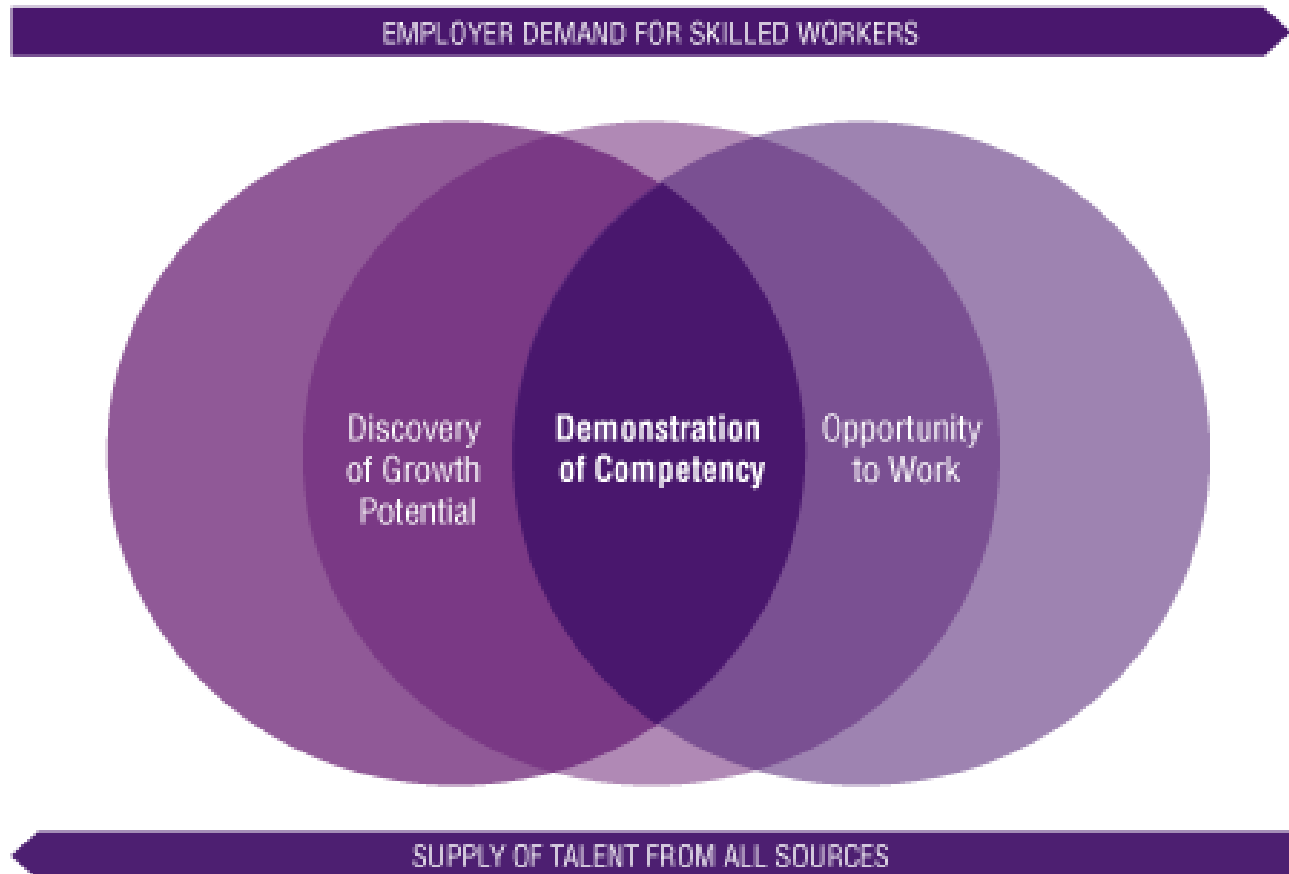 EMPLOYER DEMAND FOR SKILLED WORKERS
Discovery
of Growth
Potential
Demonstration
of Competency
Opportunity
to Work
SUPPLY OF TALENT FROM ALL SOURCES